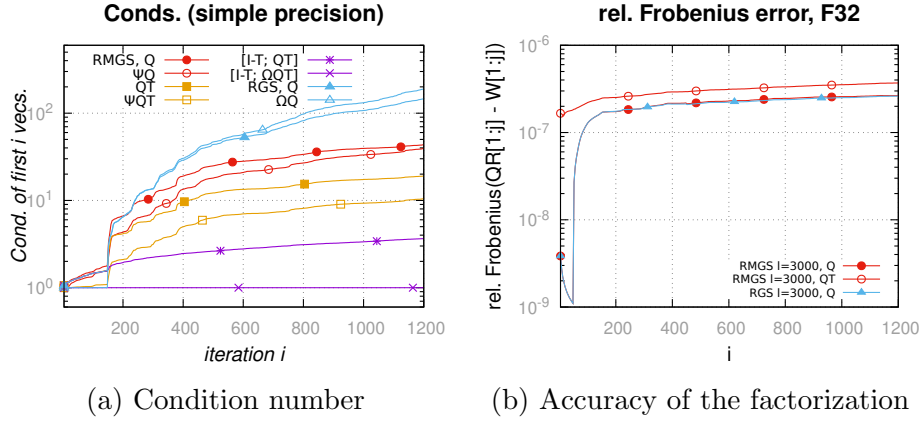 Conds. (simple precision)
RMGS, Q
ΨQ
QT
ΨQT
[I-T; QT]
[I-T; ΩQT]
RGS, Q
ΩQ
Cond. of first i vecs.
10^2
10^1
10^0
200 400 600 800 1000 1200
iteration i
(a) Condition number
rel. Frobenius error, F32
rel. Frobenius(QR[1:j] - W[1:j])
10^-6
10^-7
10^-8
10^-9
RMGS l=3000, Q
RMGS l=3000, QT
RGS l=3000, Q
200 400 600 800 1000 1200
i
(b) Accuracy of the factorization